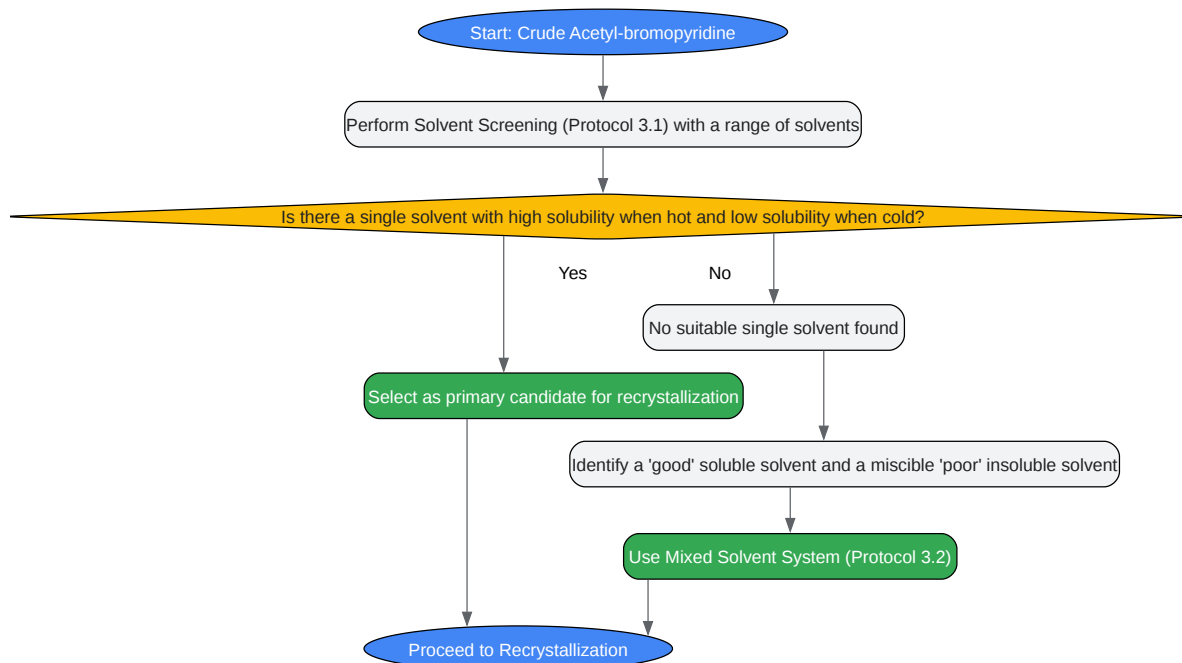 Start: Crude Acetyl-bromopyridine
Perform Solvent Screening (Protocol 3.1) with a range of solvents
Is there a single solvent with high solubility when hot and low solubility when cold?
Yes
No
No suitable single solvent found
Select as primary candidate for recrystallization
Identify a 'good' soluble solvent and a miscible 'poor' insoluble solvent
Use Mixed Solvent System (Protocol 3.2)
Proceed to Recrystallization